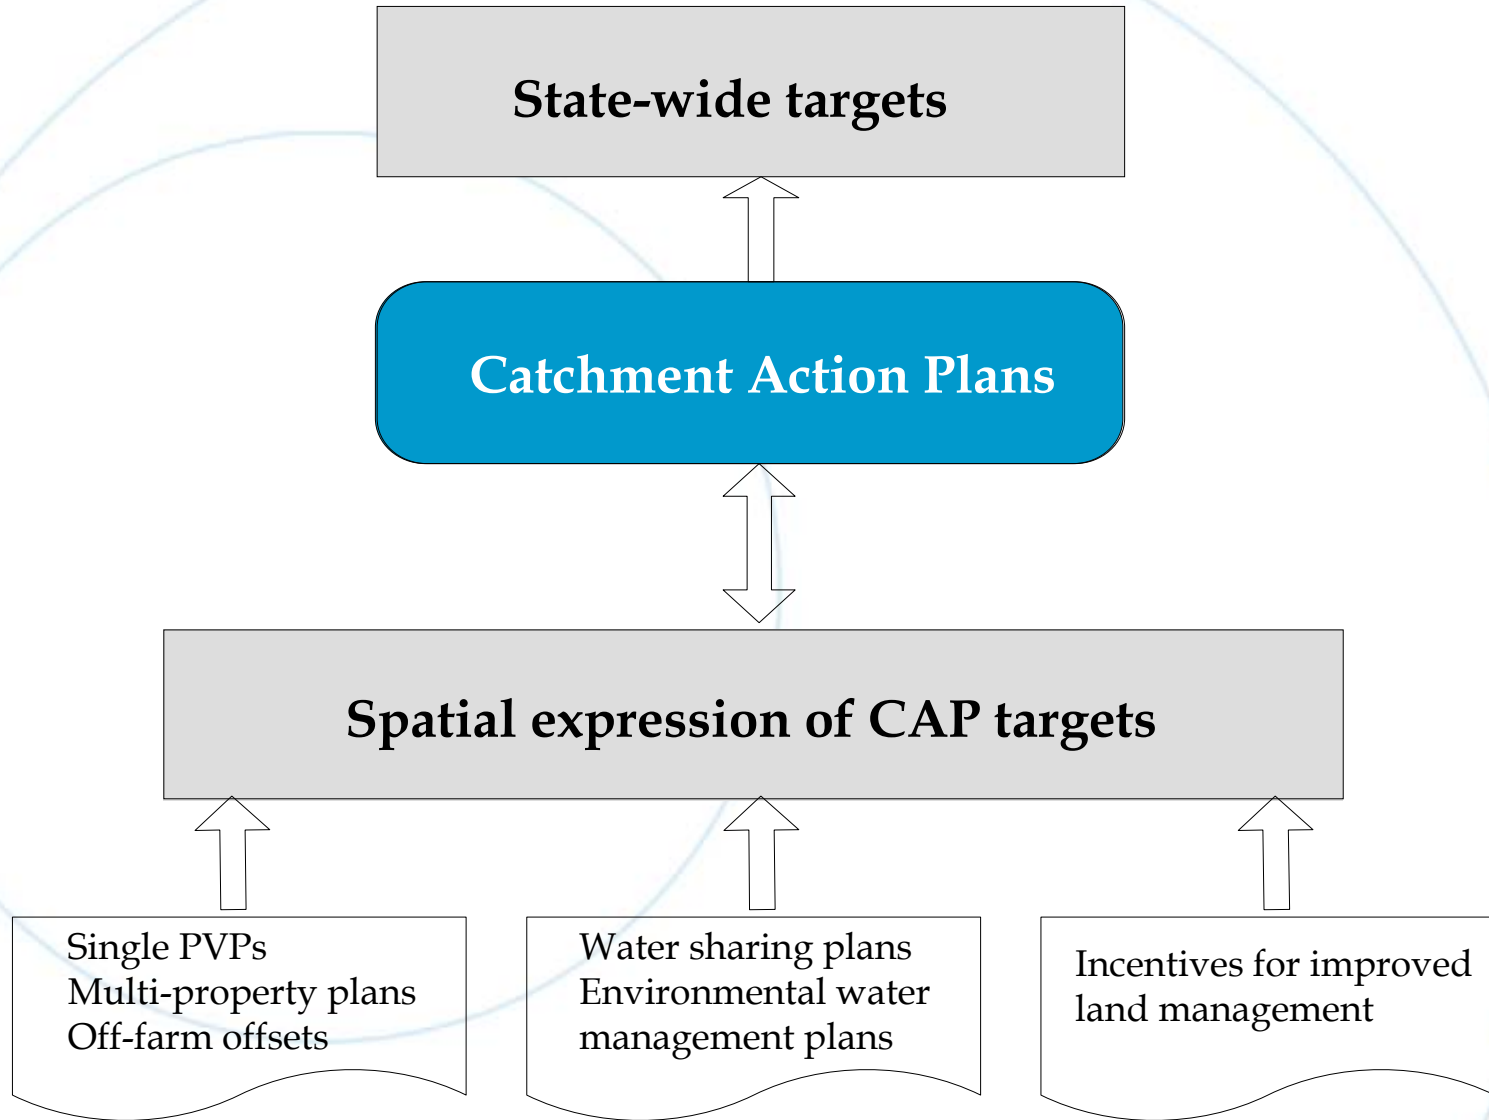 State-wide targets
Catchment Action Plans
Spatial expression of CAP targets
Single PVPs
Multi-property plans
Off-farm offsets
Water sharing plans
Environmental water
management plans
Incentives for improved
land management